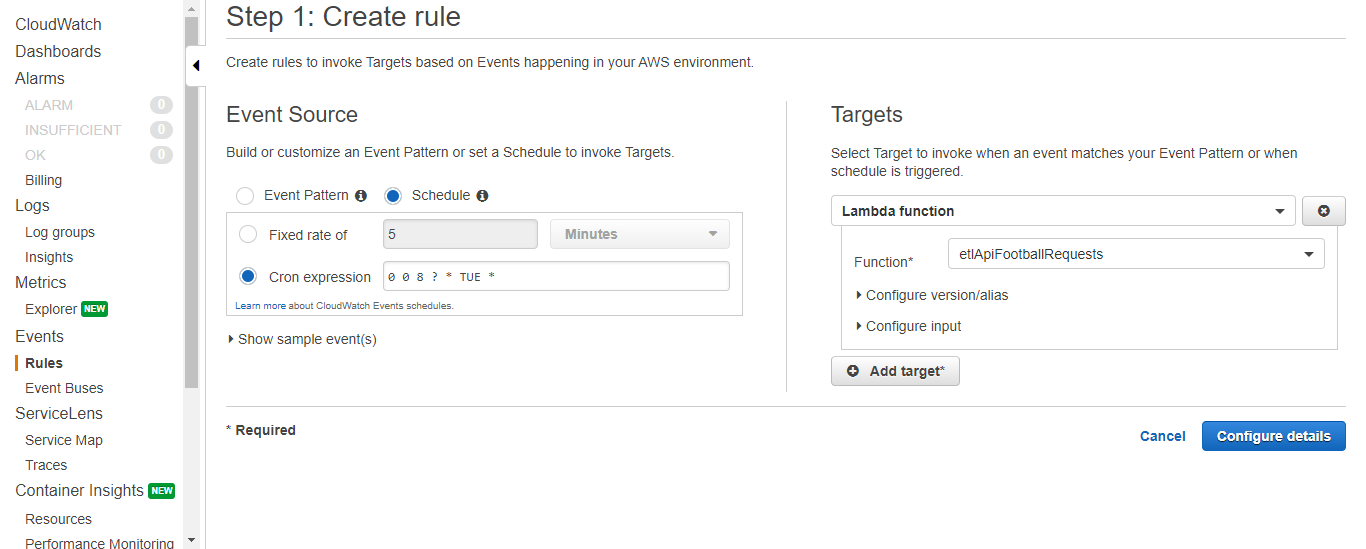 CloudWatch
Dashboards
Alarms
ALARM 0
INSUFFICIENT 0
OK 0
Billing
Logs
Log groups
Insights
Metrics
Explorer NEW
Events
Rules
Event Buses
ServiceLens
Service Map
Traces
Container Insights NEW
Resources
Performance Monitoring
Step 1: Create rule
Create rules to invoke Targets based on Events happening in your AWS environment.
Event Source
Build or customize an Event Pattern or set a Schedule to invoke Targets.
Event Pattern Schedule
Fixed rate of 5 Minutes
Cron expression 0 0 8 ? * TUE *
Learn more about CloudWatch Events schedules.
Show sample event(s)
Targets
Select Target to invoke when an event matches your Event Pattern or when
schedule is triggered.
Lambda function
Function* etlApiFootballRequests
Configure version/alias
Configure input
Add target*
* Required
Cancel Configure details